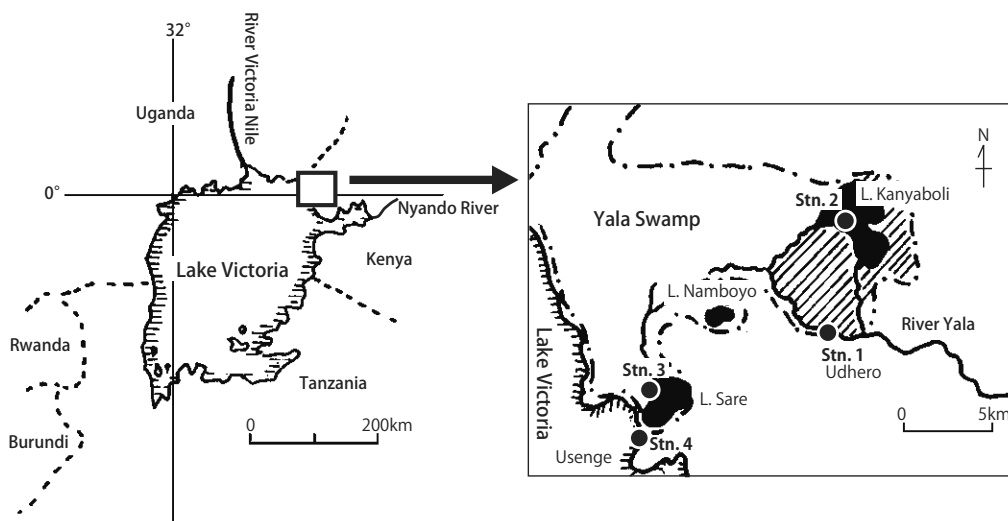 32°
River Victoria Nile
Uganda
0°
Nyando River
Lake Victoria
Kenya
Rwanda
Tanzania
Burundi
0
200km
N
L. Kanyaboli
Stn. 2
Yala Swamp
L. Namboyo
River Yala
Stn. 1
Udhero
Lake Victoria
Stn. 3
L. Sare
0
5km
Stn. 4
Usenge